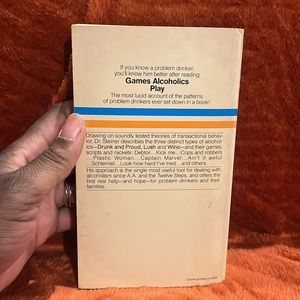 If you know a problem drinker,
you'll know him better after reading
Games Alcoholics
Play
The most lucid account of the patterns
of problem drinkers ever set down in a book!
Drawing on soundly tested theories of transactional behav-
ior, Dr. Steiner describes the three distinct types of alcohol-
ics—Drunk and Proud, Lush and Wino—and their games,
scripts and rackets: Debtor...Kick me...Cops and robbers
...Plastic Woman...Captain Marvel...Ain't it awful
...Schlemiel...Look how hard I've tried...and others.
His approach is the single most useful tool for dealing with
alcoholism since A.A. and the Twelve Steps, and offers the
first real help—and hope—for problem drinkers and their
families.